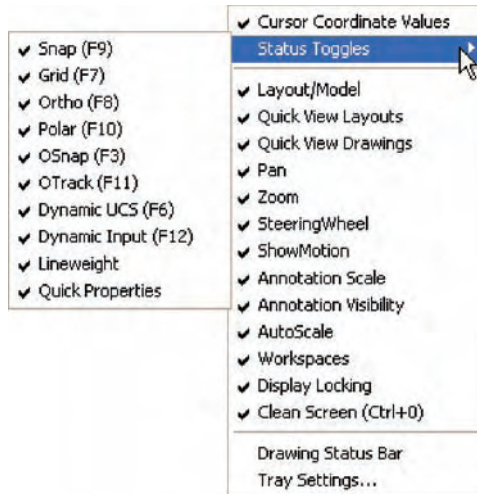 Cursor Coordinate Values
Status Toggles
Snap (F9)
Grid (F7)
Ortho (F8)
Polar (F10)
OSnap (F3)
OTrack (F11)
Dynamic UCS (F6)
Dynamic Input (F12)
Lineweight
Quick Properties
Layout/Model
Quick View Layouts
Quick View Drawings
Pan
Zoom
SteeringWheel
ShowMotion
Annotation Scale
Annotation Visibility
AutoScale
Workspaces
Display Locking
Clean Screen (Ctrl+0)
Drawing Status Bar
Tray Settings...